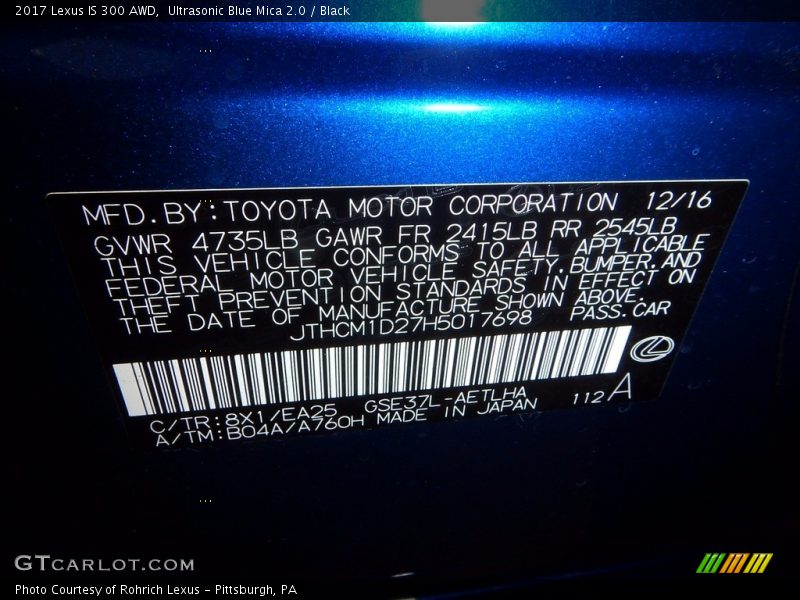 2017 Lexus IS 300 AWD,  Ultrasonic Blue Mica 2.0 / Black
MFD. BY: TOYOTA MOTOR CORPORATION 12/16
GVWR 4735LB GAWR FR 2415LB RR 2545LB
THIS VEHICLE CONFORMS TO ALL APPLICABLE
FEDERAL MOTOR VEHICLE SAFETY, BUMPER, AND
THEFT PREVENTION STANDARDS IN EFFECT ON
THE DATE OF MANUFACTURE SHOWN ABOVE.
JTHCM1D27H5017698 PASS. CAR
C/TR: 8X1/EA25 GSE37L-AETLHA 112 A
A/TM: B04A/A760H MADE IN JAPAN
GTCARLOT.COM
Photo Courtesy of Rohrich Lexus - Pittsburgh, PA